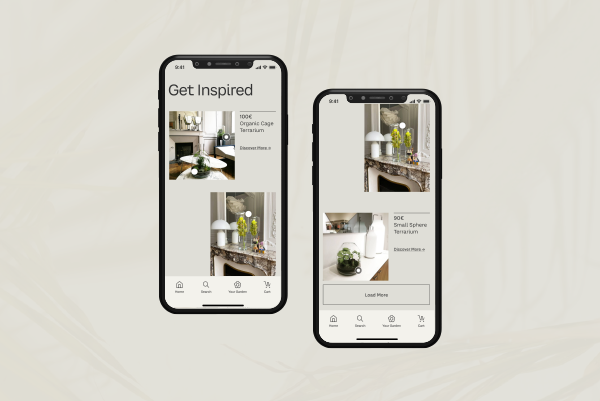 9:41
Get Inspired
100€
Organic Cage
Terrarium
Discover More »
Home
Search
Your Garden
Cart
9:41
90€
Small Sphere
Terrarium
Discover More »
Load More
Home
Search
Your Garden
Cart